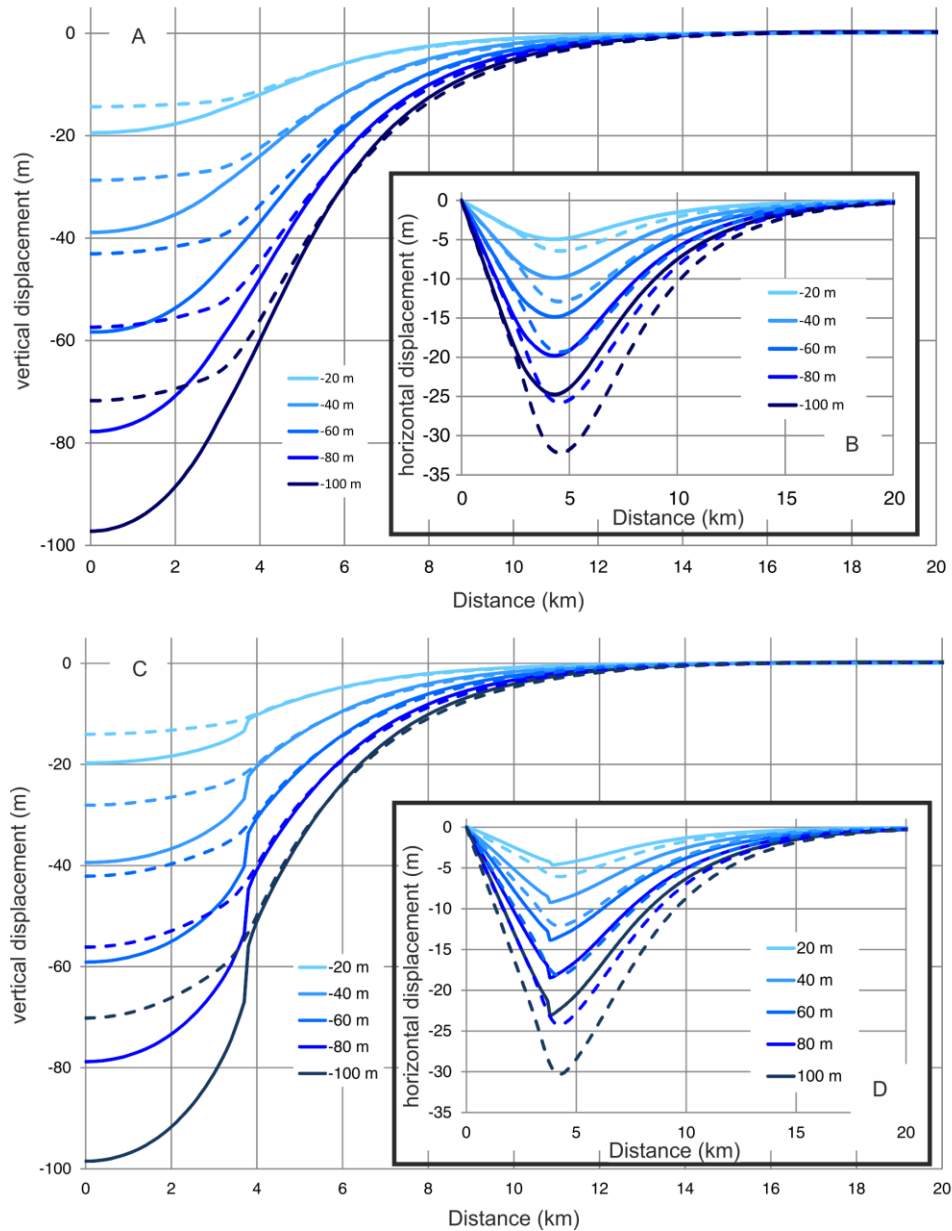 A
0
-20
-40
-60
-80
-100
vertical displacement (m)
-20 m
-40 m
-60 m
-80 m
-100 m
0 2 4 6 8 10 12 14 16 18 20
Distance (km)
B
0
-5
-10
-15
-20
-25
-30
-35
horizontal displacement (m)
-20 m
-40 m
-60 m
-80 m
-100 m
0 5 10 15 20
Distance (km)
C
0
-20
-40
-60
-80
-100
vertical displacement (m)
-20 m
-40 m
-60 m
-80 m
-100 m
0 2 4 6 8 10 12 14 16 18 20
Distance (km)
D
0
-5
-10
-15
-20
-25
-30
-35
horizontal displacement (m)
20 m
40 m
60 m
80 m
100 m
0 5 10 15 20
Distance (km)